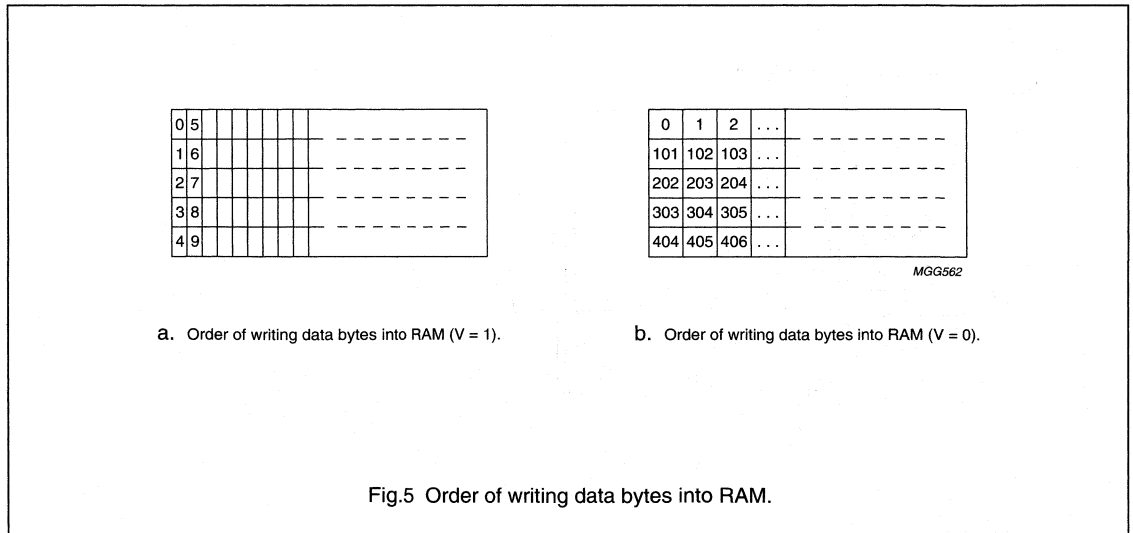 0 5
1 6
2 7
3 8
4 9
0 1 2 ...
101 102 103 ...
202 203 204 ...
303 304 305 ...
404 405 406 ...
MGG562
a. Order of writing data bytes into RAM (V = 1).
b. Order of writing data bytes into RAM (V = 0).
Fig.5 Order of writing data bytes into RAM.